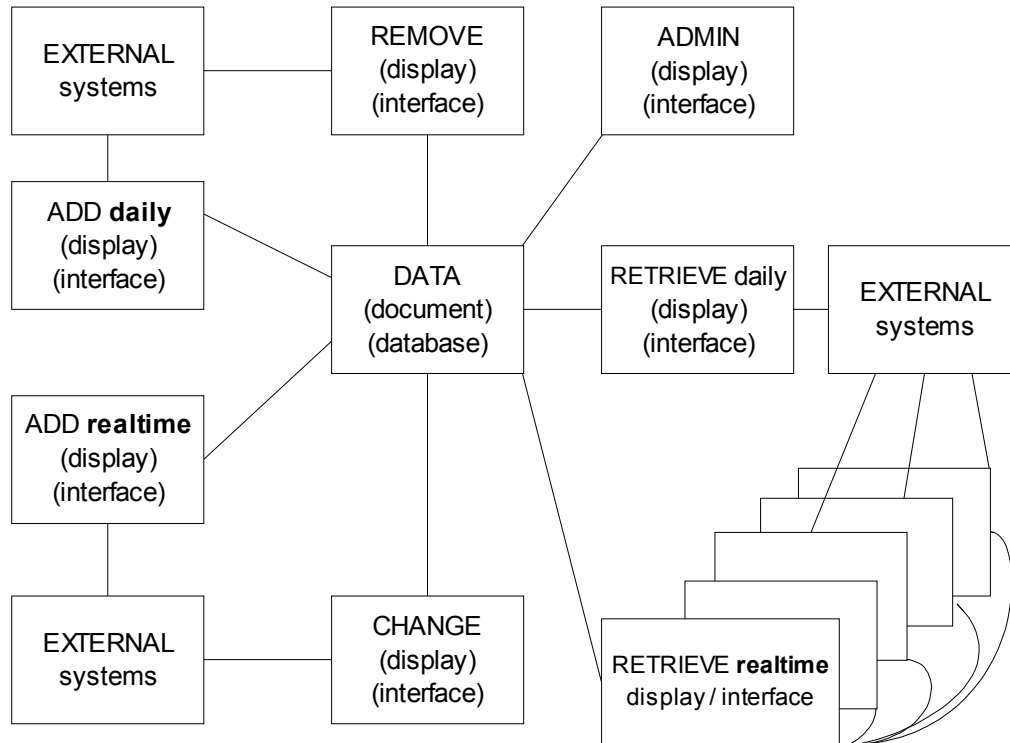 EXTERNAL
systems
REMOVE
(display)
(interface)
ADMIN
(display)
(interface)
ADD daily
(display)
(interface)
DATA
(document)
(database)
RETRIEVE daily
(display)
(interface)
EXTERNAL
systems
ADD realtime
(display)
(interface)
EXTERNAL
systems
CHANGE
(display)
(interface)
RETRIEVE realtime
display / interface